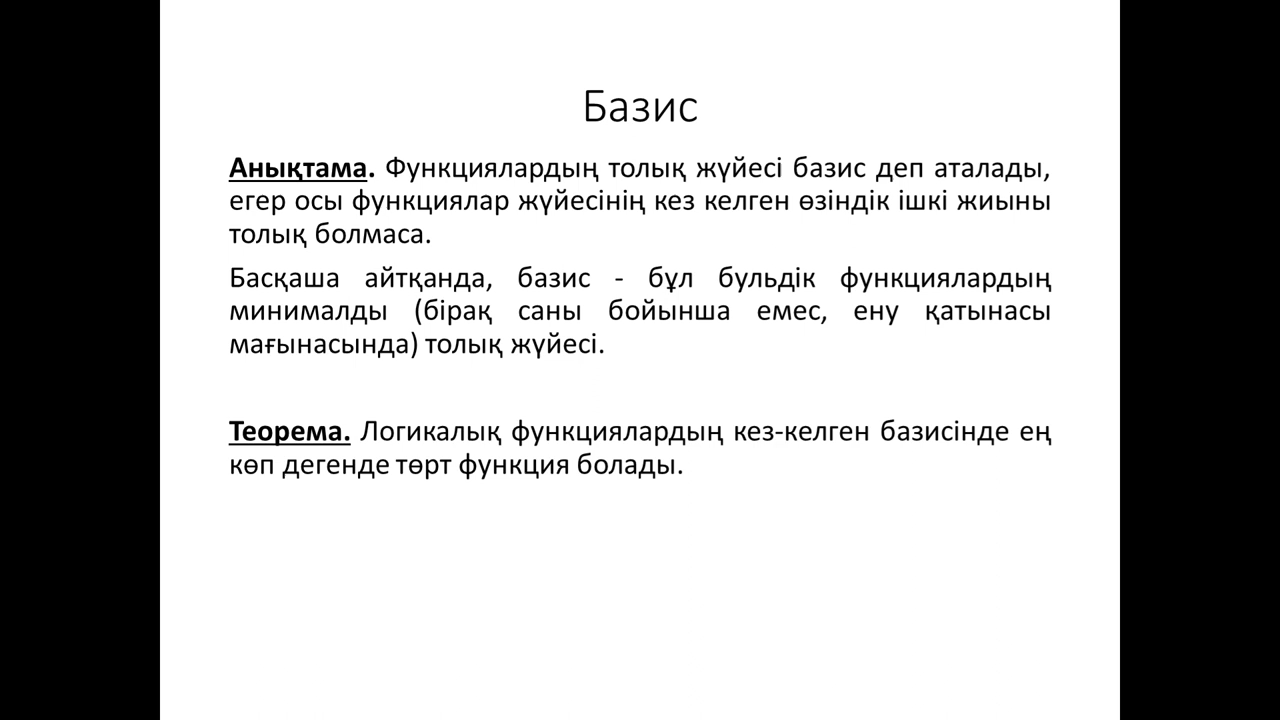 Базис
Анықтама. Функциялардың толық жүйесі базис деп аталады,
егер осы функциялар жүйесінің кез келген өзіндік ішкі жиыны
толық болмаса.
Басқаша айтқанда, базис - бұл бульдік функциялардың
минималды (бірақ саны бойынша емес, ену қатынасы
мағынасында) толық жүйесі.
Теорема. Логикалық функциялардың кез-келген базисінде ең
көп дегенде төрт функция болады.